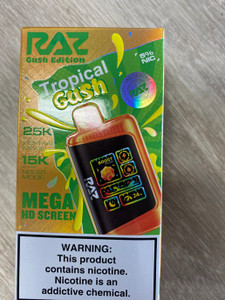 RAZ
Gush Edition
5% NIC
Tropical
Gush
25K
15K
MEGA
HD SCREEN
BOOST
RAZ
WARNING:
This product
contains nicotine.
Nicotine is an
addictive chemical.